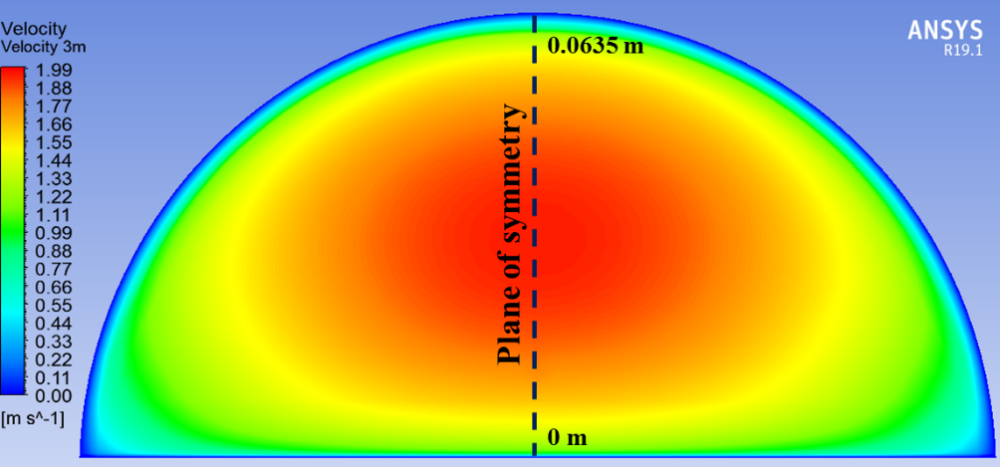 Velocity
Velocity 3m
1.99
1.88
1.77
1.66
1.55
1.44
1.33
1.22
1.11
0.99
0.88
0.77
0.66
0.55
0.44
0.33
0.22
0.11
0.00
[m s^-1]
0.0635 m
Plane of symmetry
0 m
ANSYS
R19.1